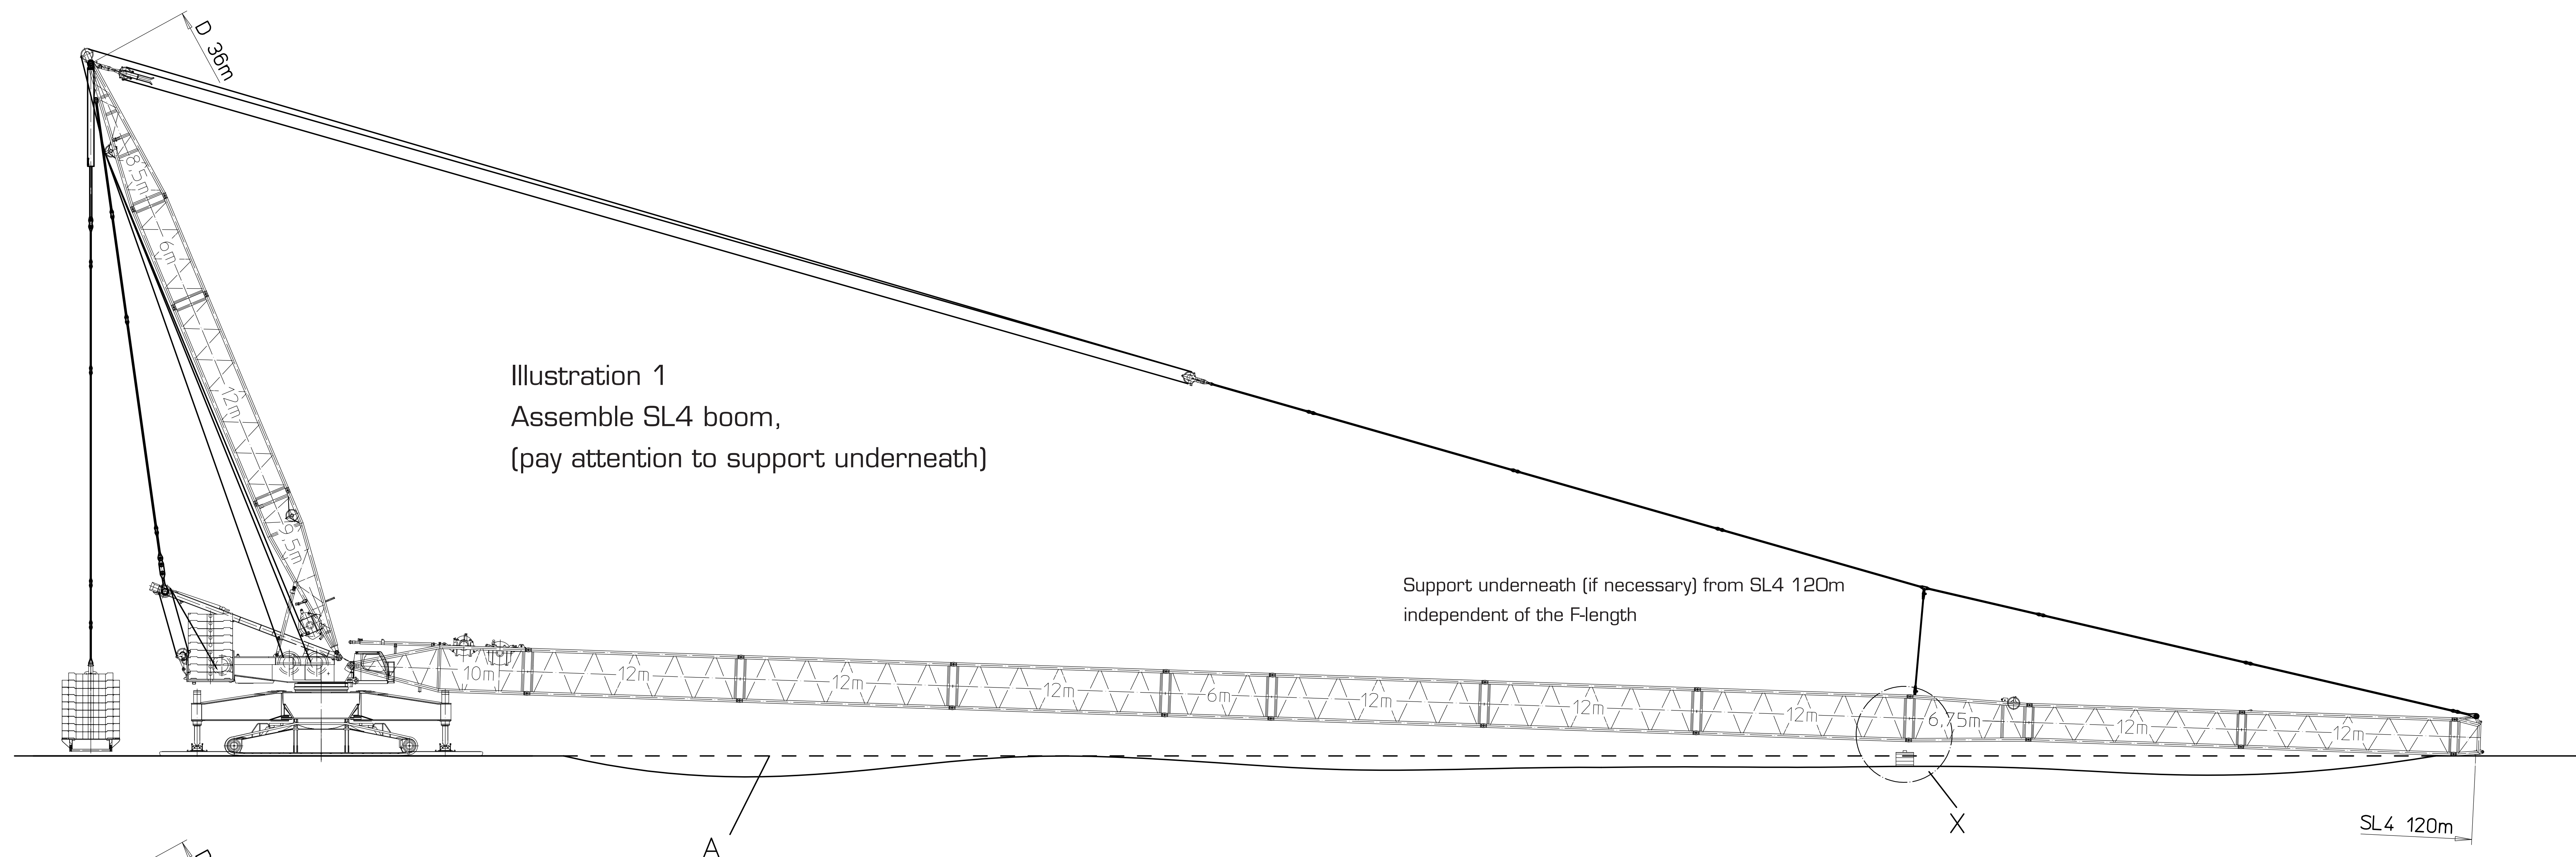 D 36m
8,5m
6m
12m
9,5m
Illustration 1
Assemble SL4 boom,
(pay attention to support underneath)
Support underneath (if necessary) from SL4 120m
independent of the F-length
10m
12m
12m
12m
6m
12m
12m
12m
6,75m
12m
12m
A
X
SL4 120m